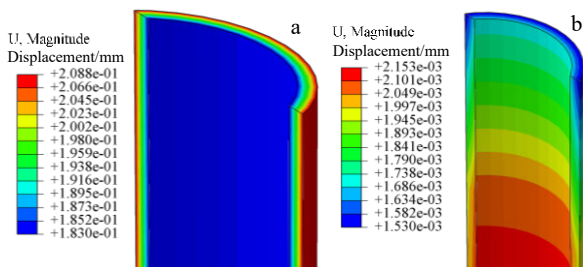 a
U, Magnitude
Displacement/mm
+2.088e-01
+2.066e-01
+2.045e-01
+2.023e-01
+2.002e-01
+1.980e-01
+1.959e-01
+1.938e-01
+1.916e-01
+1.895e-01
+1.873e-01
+1.852e-01
+1.830e-01
b
U, Magnitude
Displacement/mm
+2.153e-03
+2.101e-03
+2.049e-03
+1.997e-03
+1.945e-03
+1.893e-03
+1.841e-03
+1.790e-03
+1.738e-03
+1.686e-03
+1.634e-03
+1.582e-03
+1.530e-03